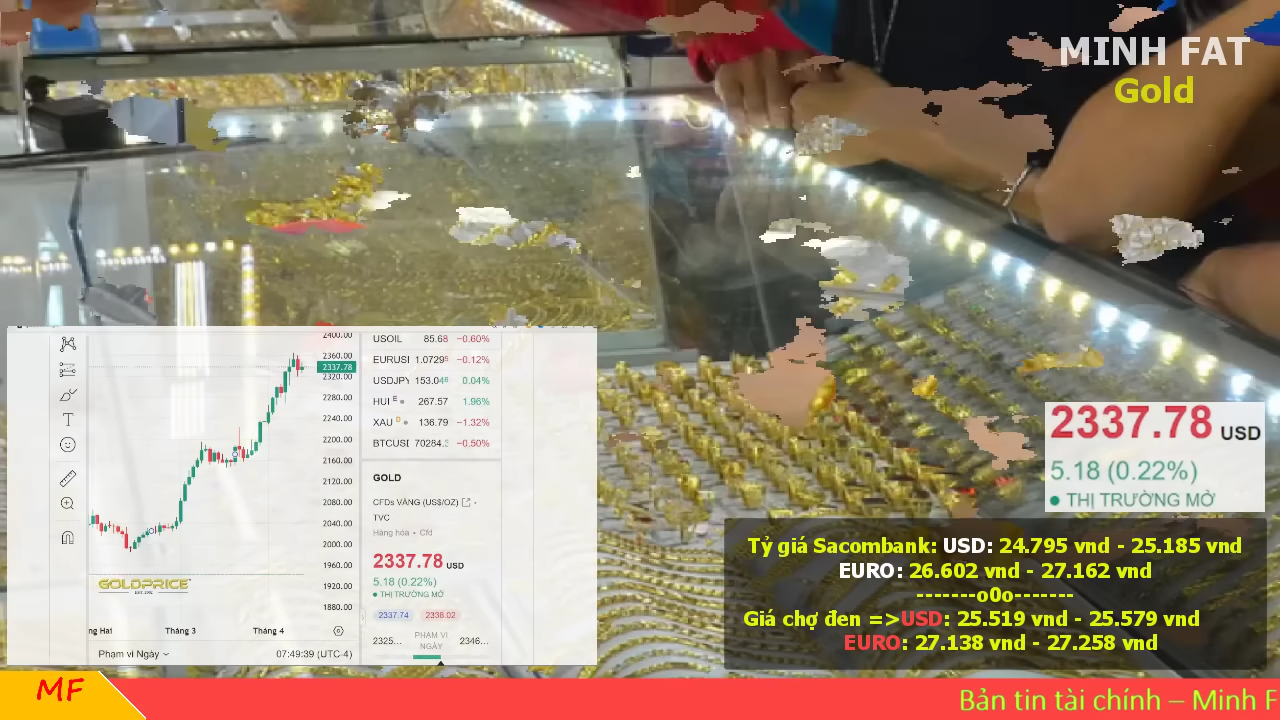 MINH FAT
Gold
2400.00
2360.00
2337.78
2320.00
2280.00
2240.00
2200.00
2160.00
2120.00
2080.00
2040.00
2000.00
1960.00
1920.00
1880.00
GOLDPRICE
ng Hai Tháng 3 Tháng 4
Phạm vi Ngày 07:49:39 (UTC-4)
USOIL 85.68 −0.60%
EURUSI 1.0729⁵ −0.12%
USDJPY 153.04⁶ 0.04%
HUI E 267.57 1.96%
XAU D 136.79 −1.32%
BTCUSI 70284. −0.50%
GOLD
CFDs VÀNG (US$/OZ)
TVC
Hàng hóa • Cfd
2337.78 USD
5.18 (0.22%)
THỊ TRƯỜNG MỞ
2337.74 2338.02
2325... PHẠM VI NGÀY 2346...
2337.78 USD
5.18 (0.22%)
THỊ TRƯỜNG MỞ
Tỷ giá Sacombank: USD: 24.795 vnd - 25.185 vnd
EURO: 26.602 vnd - 27.162 vnd
-------o0o-------
Giá chợ đen =>USD: 25.519 vnd - 25.579 vnd
EURO: 27.138 vnd - 27.258 vnd
MF
Bản tin tài chính – Minh F